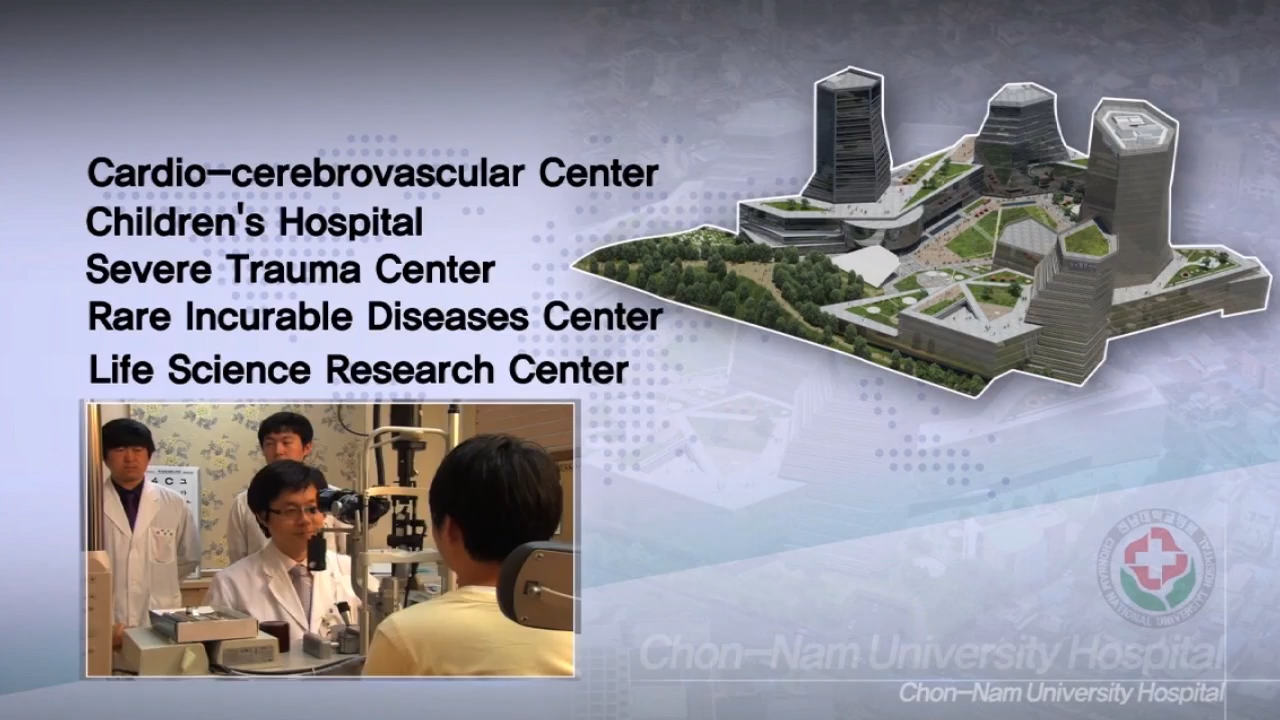 Cardio-cerebrovascular Center
Children's Hospital
Severe Trauma Center
Rare Incurable Diseases Center
Life Science Research Center
Chon-Nam University Hospital
Chon-Nam University Hospital